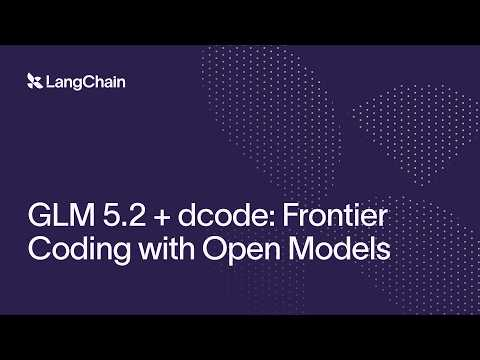 LangChain
GLM 5.2 + dcode: Frontier
Coding with Open Models